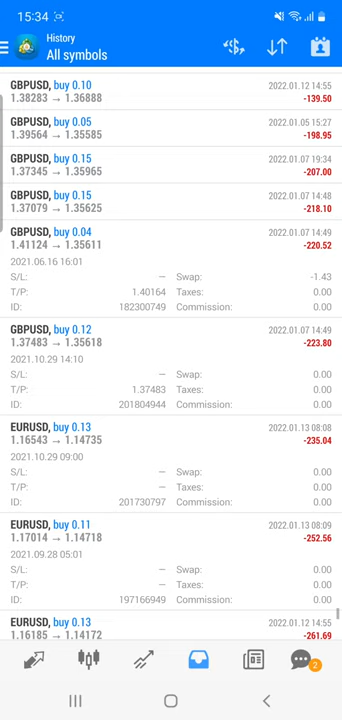 15:34
History
All symbols
GBPUSD, buy 0.10 2022.01.12 14:55
1.38283 → 1.36888 -139.50
GBPUSD, buy 0.05 2022.01.05 15:27
1.39564 → 1.35585 -198.95
GBPUSD, buy 0.15 2022.01.07 19:34
1.37345 → 1.35965 -207.00
GBPUSD, buy 0.15 2022.01.07 14:48
1.37079 → 1.35625 -218.10
GBPUSD, buy 0.04 2022.01.07 14:49
1.41124 → 1.35611 -220.52
2021.06.16 16:01
S/L: — Swap: -1.43
T/P: 1.40164 Taxes: 0.00
ID: 182300749 Commission: 0.00
GBPUSD, buy 0.12 2022.01.07 14:49
1.37483 → 1.35618 -223.80
2021.10.29 14:10
S/L: — Swap: 0.00
T/P: 1.37483 Taxes: 0.00
ID: 201804944 Commission: 0.00
EURUSD, buy 0.13 2022.01.13 08:08
1.16543 → 1.14735 -235.04
2021.10.29 09:00
S/L: — Swap: 0.00
T/P: — Taxes: 0.00
ID: 201730797 Commission: 0.00
EURUSD, buy 0.11 2022.01.13 08:09
1.17014 → 1.14718 -252.56
2021.09.28 05:01
S/L: — Swap: 0.00
T/P: — Taxes: 0.00
ID: 197166949 Commission: 0.00
EURUSD, buy 0.13 2022.01.12 14:55
1.16185 → 1.14172 -261.69
2